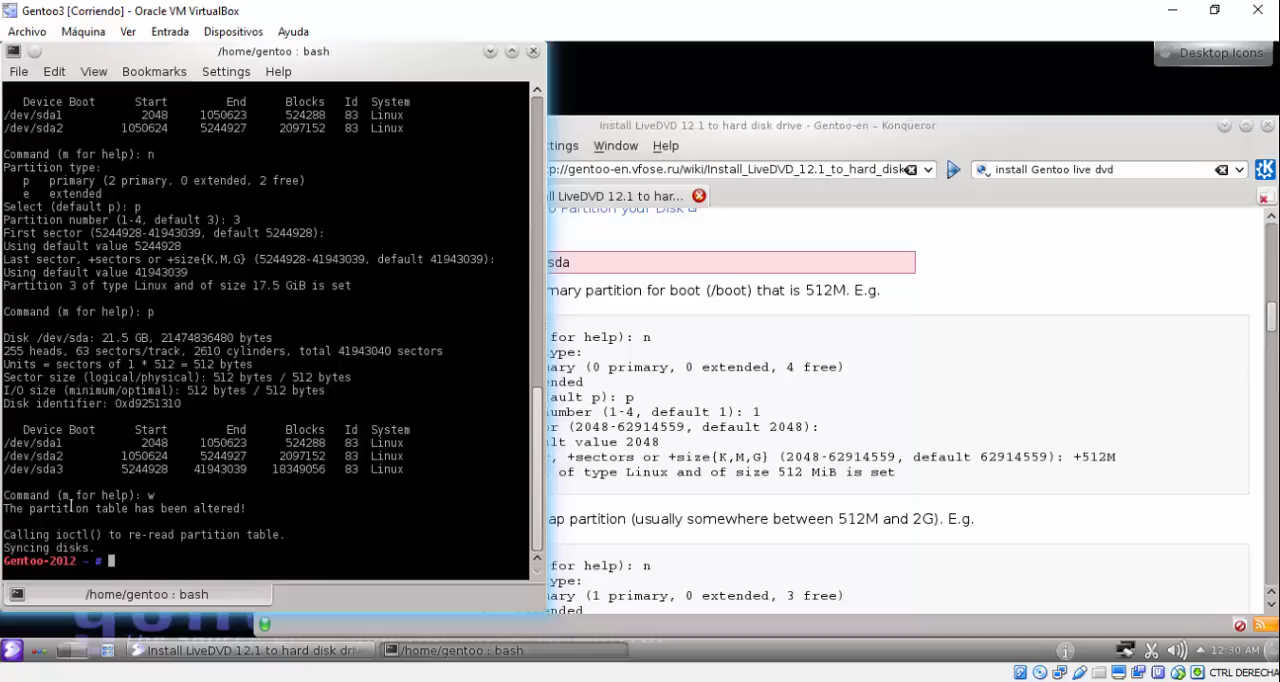 Gentoo3 [Corriendo] - Oracle VM VirtualBox
Archivo Máquina Ver Entrada Dispositivos Ayuda
/home/gentoo : bash
File Edit View Bookmarks Settings Help
Device Boot Start End Blocks Id System
/dev/sda1 2048 1050623 524288 83 Linux
/dev/sda2 1050624 5244927 2097152 83 Linux
Command (m for help): n
Partition type:
p primary (2 primary, 0 extended, 2 free)
e extended
Select (default p): p
Partition number (1-4, default 3): 3
First sector (5244928-41943039, default 5244928):
Using default value 5244928
Last sector, +sectors or +size{K,M,G} (5244928-41943039, default 41943039):
Using default value 41943039
Partition 3 of type Linux and of size 17.5 GiB is set
Command (m for help): p
Disk /dev/sda: 21.5 GB, 21474836480 bytes
255 heads, 63 sectors/track, 2610 cylinders, total 41943040 sectors
Units = sectors of 1 * 512 = 512 bytes
Sector size (logical/physical): 512 bytes / 512 bytes
I/O size (minimum/optimal): 512 bytes / 512 bytes
Disk identifier: 0xd9251310
Device Boot Start End Blocks Id System
/dev/sda1 2048 1050623 524288 83 Linux
/dev/sda2 1050624 5244927 2097152 83 Linux
/dev/sda3 5244928 41943039 18349056 83 Linux
Command (m for help): w
The partition table has been altered!
Calling ioctl() to re-read partition table.
Syncing disks.
Gentoo-2012 ~ #
/home/gentoo : bash
Desktop Icons
Install LiveDVD 12.1 to hard disk drive - Gentoo-en – Konqueror
ttings Window Help
tp://gentoo-en.vfose.ru/wiki/Install_LiveDVD_12.1_to_hard_disk
install Gentoo live dvd
ll LiveDVD 12.1 to har...
o Partition your Disk
sda
mary partition for boot (/boot) that is 512M. E.g.
for help): n
ype:
mary (0 primary, 0 extended, 4 free)
ended
ault p): p
number (1-4, default 1): 1
or (2048-62914559, default 2048):
lt value 2048
, +sectors or +size{K,M,G} (2048-62914559, default 62914559): +512M
of type Linux and of size 512 MiB is set
ap partition (usually somewhere between 512M and 2G). E.g.
for help): n
ype:
ary (1 primary, 0 extended, 3 free)
ended
Install LiveDVD 12.1 to hard disk drive
/home/gentoo : bash
12:30 AM
CTRL DERECHA